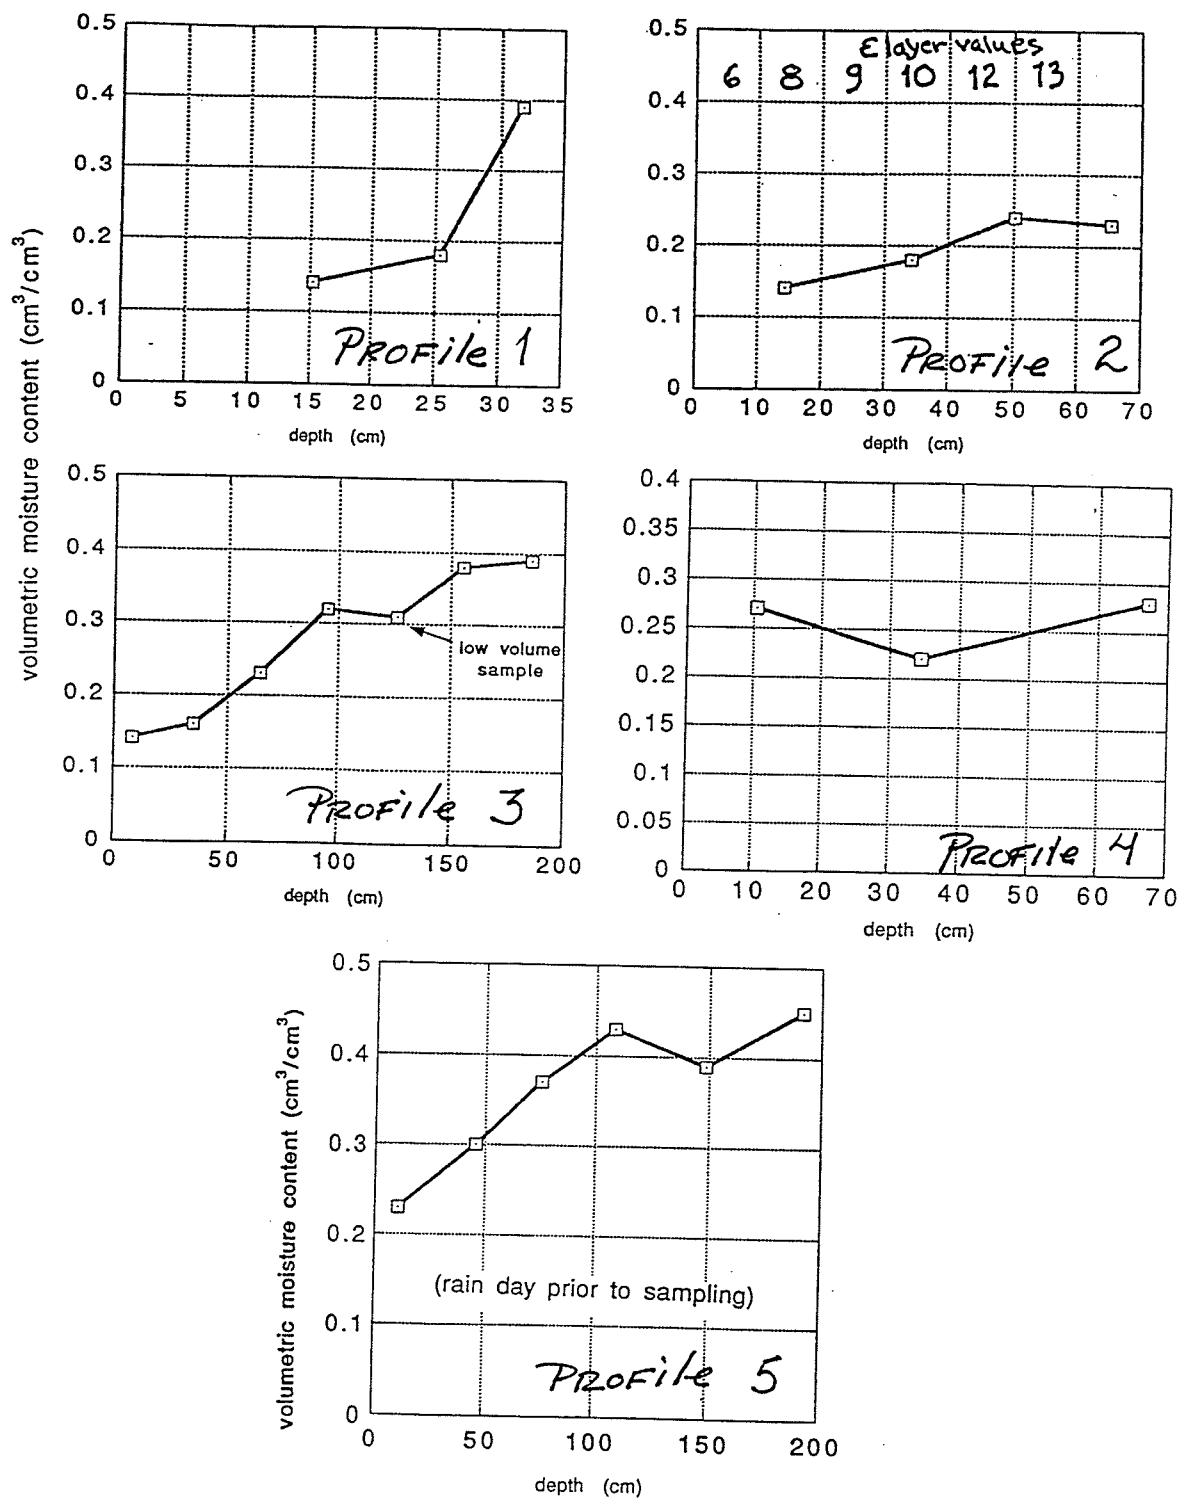 0.5
0.4
0.3
0.2
0.1
0
0 5 10 15 20 25 30 35
depth (cm)
Profile 1
0.5
0.4
0.3
0.2
0.1
0
ε layer values
6 8 9 10 12 13
0 10 20 30 40 50 60 70
depth (cm)
Profile 2
volumetric moisture content (cm³/cm³)
0.5
0.4
0.3
0.2
0.1
0
low volume
sample
0 50 100 150 200
depth (cm)
Profile 3
0.4
0.35
0.3
0.25
0.2
0.15
0.1
0.05
0
0 10 20 30 40 50 60 70
depth (cm)
Profile 4
volumetric moisture content (cm³/cm³)
0.5
0.4
0.3
0.2
0.1
0
(rain day prior to sampling)
Profile 5
0 50 100 150 200
depth (cm)